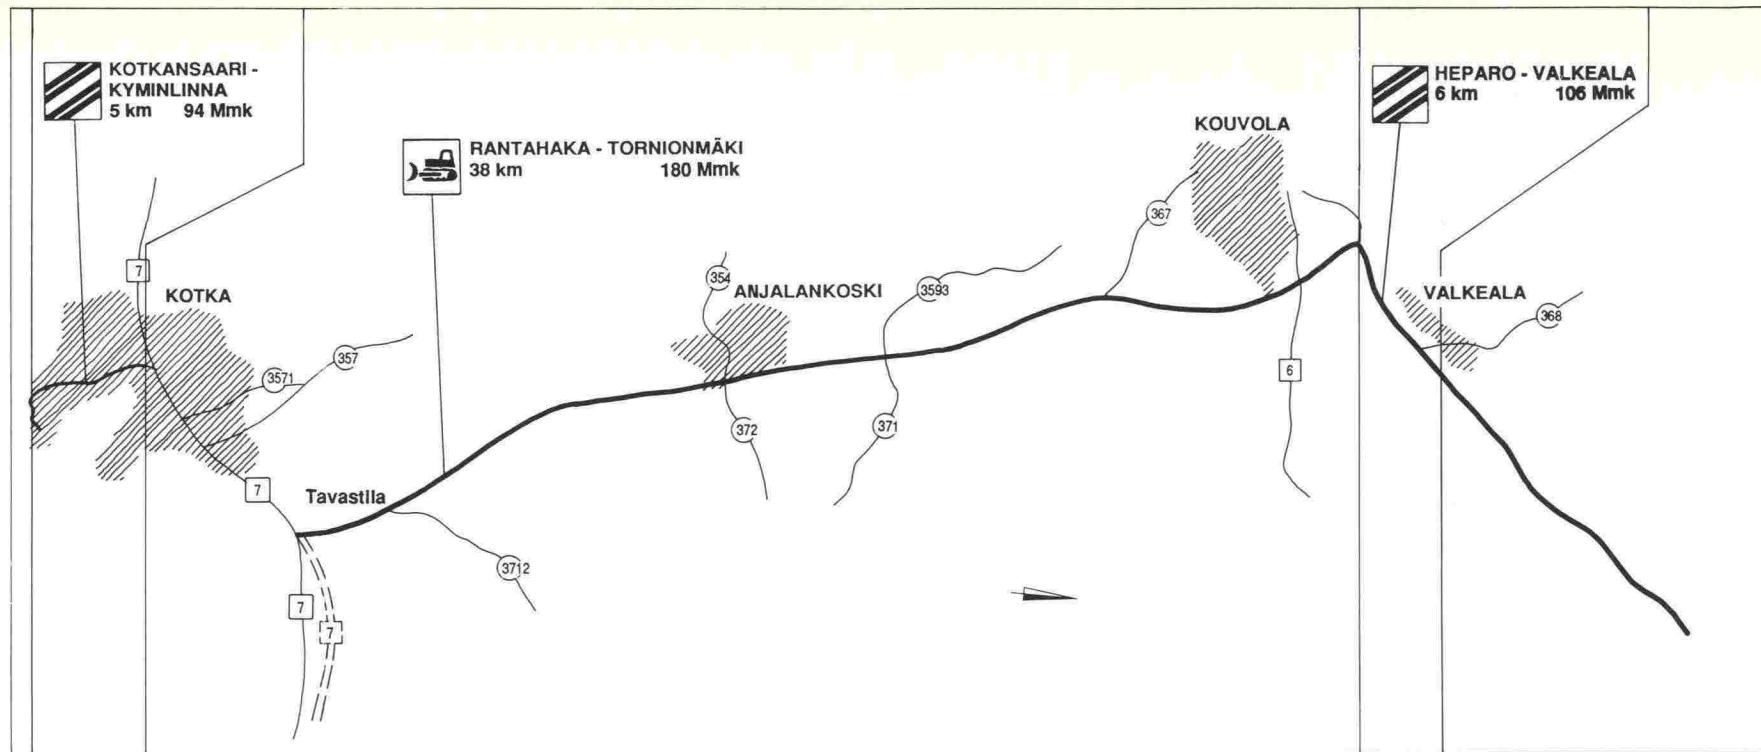 KOTKANSAARI -
KYMINLINNA
5 km 94 Mmk
HEPARO - VALKEALA
6 km 106 Mmk
RANTAHAKA - TORNIONMÄKI
38 km 180 Mmk
KOUVOLA
367
7
KOTKA
354
ANJALANKOSKI
3593
VALKEALA
368
357
3571
6
372
371
7
Tavastila
3712
7
7